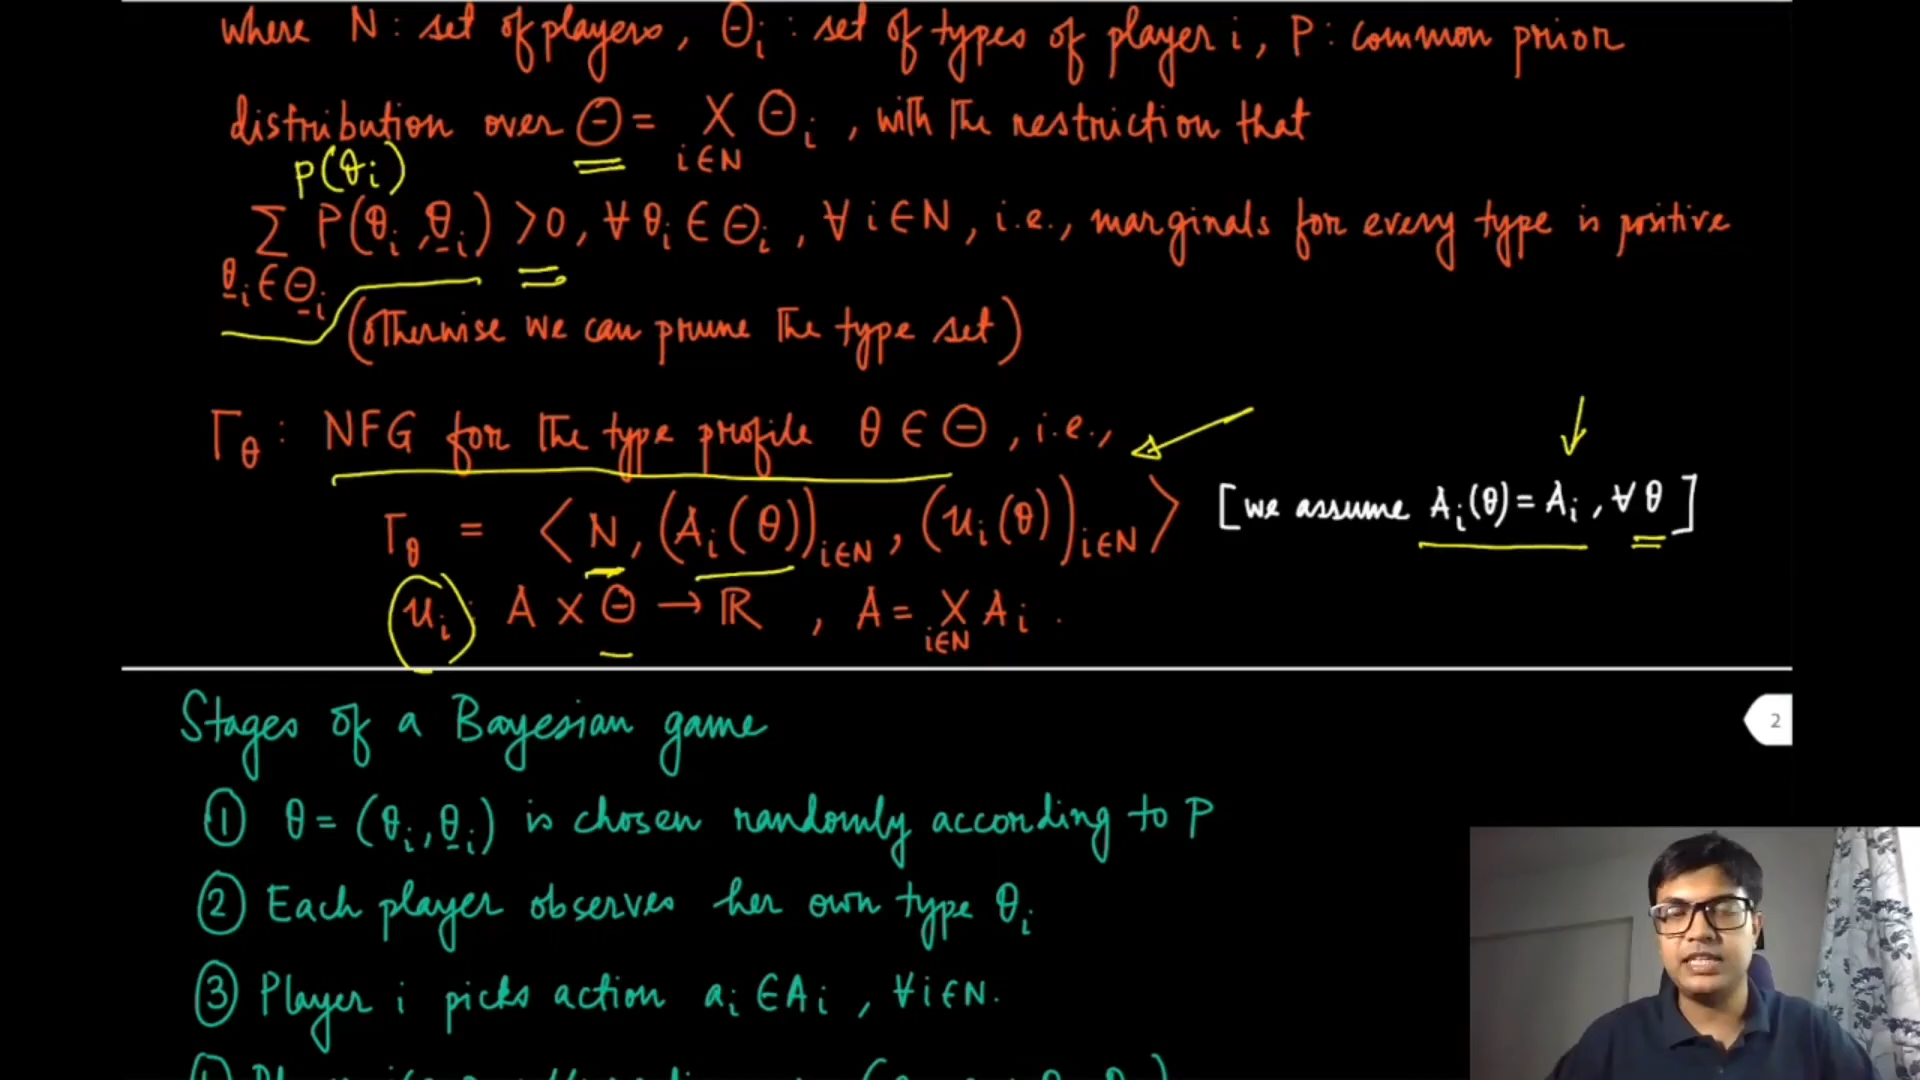 where N : set of players, Θi : set of types of player i, P : common prior
distribution over Θ = X i∈N Θi , with the restriction that
P(θi)
Σ θ̲i∈Θ̲i P(θi, θ̲i) > 0, ∀ θi ∈ Θi, ∀ i ∈ N, i.e., marginals for every type is positive
(otherwise we can prune the type set)
Γθ : NFG for the type profile θ ∈ Θ, i.e.,
Γθ = ⟨N, (Ai(θ))i∈N, (ui(θ))i∈N⟩ [we assume Ai(θ) = Ai, ∀ θ]
ui : A X Θ → ℝ , A = X i∈N Ai .
2
Stages of a Bayesian game
① θ = (θi, θ̲i) is chosen randomly according to P
② Each player observes her own type θi
③ Player i picks action ai ∈ Ai, ∀ i ∈ N.